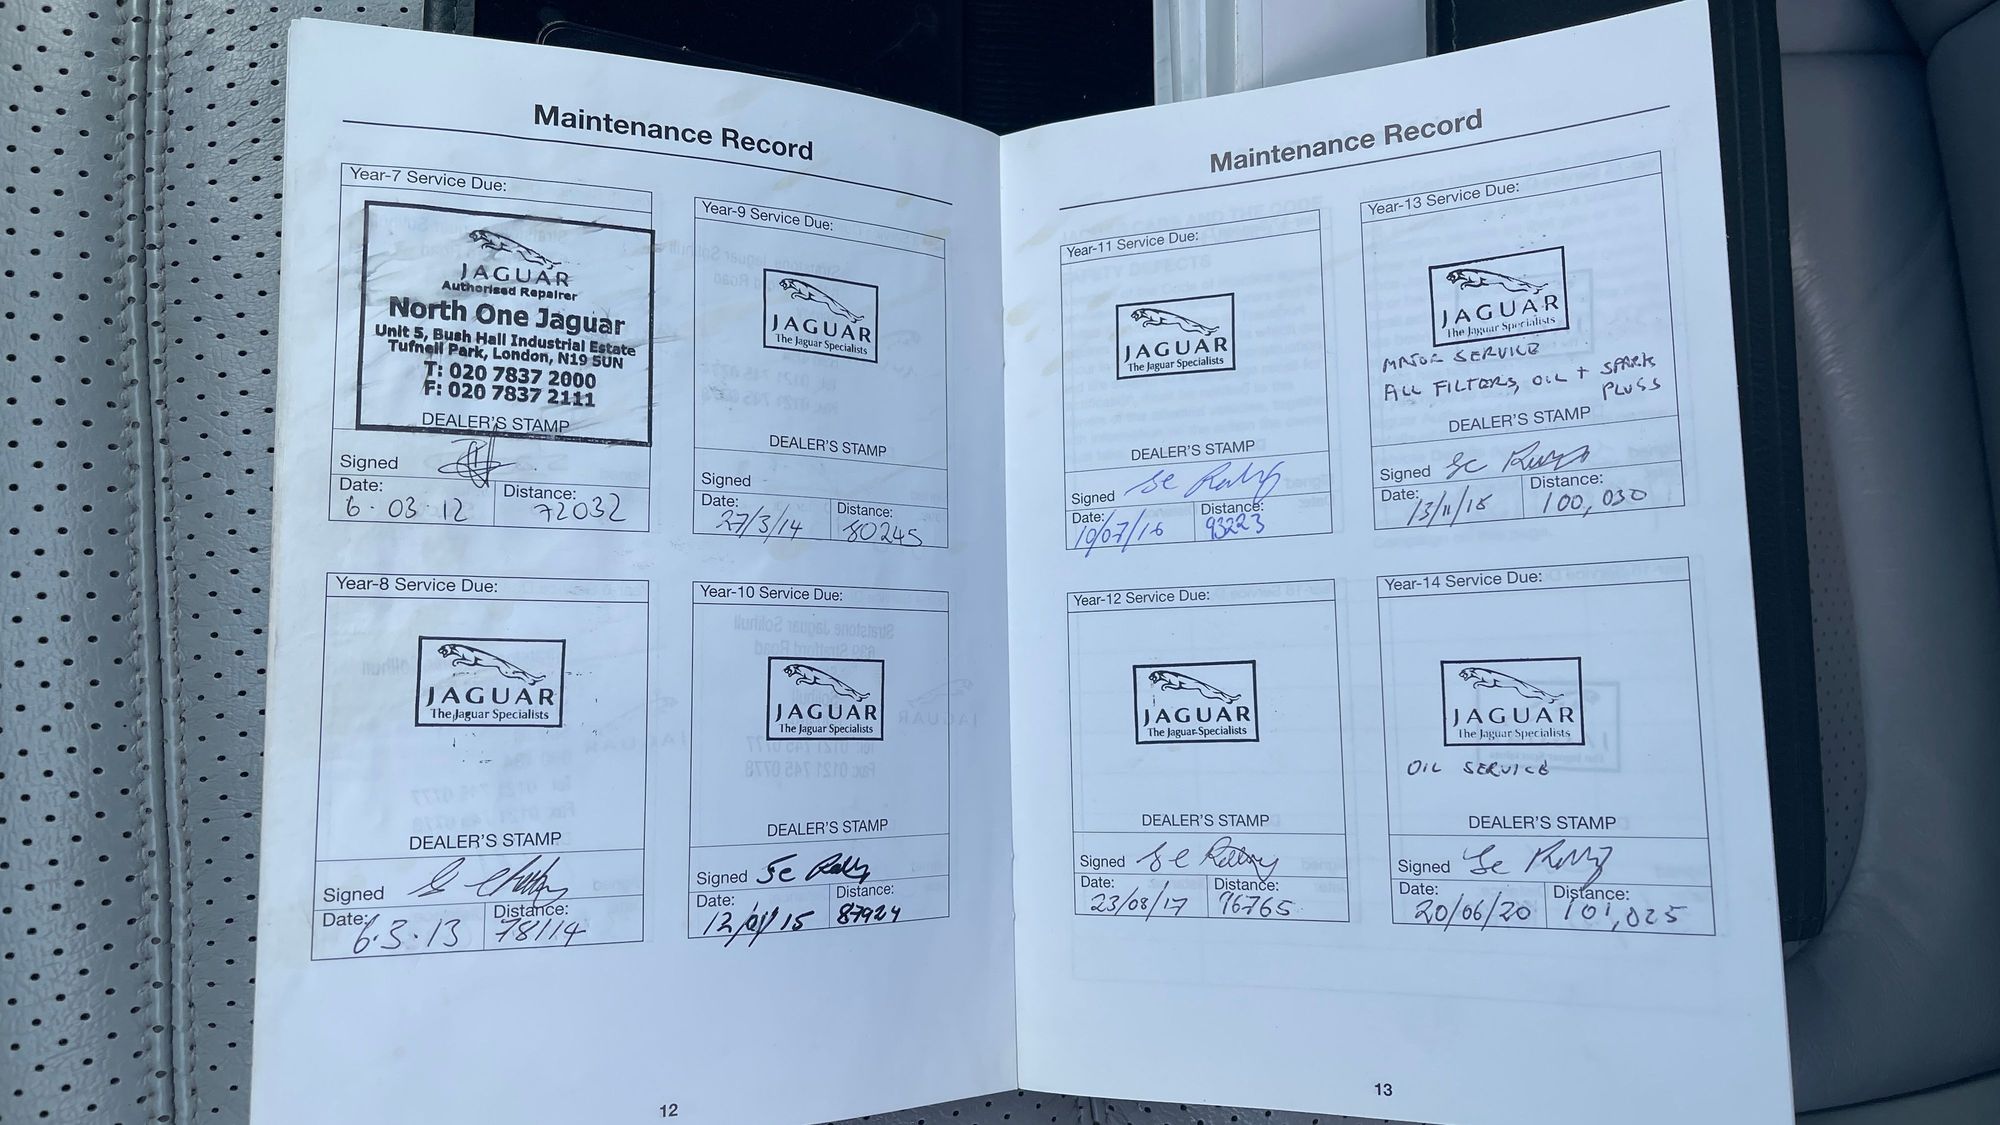 Maintenance Record
Year-7 Service Due:
JAGUAR
Authorised Repairer
North One Jaguar
Unit 5, Bush Hall Industrial Estate
Tufnell Park, London, N19 5UN
T: 020 7837 2000
F: 020 7837 2111
DEALER'S STAMP
Signed
Date: Distance:
6.03.12 72032
Year-8 Service Due:
JAGUAR
The Jaguar Specialists
DEALER'S STAMP
Signed
Date: Distance:
6.3.13 78114
Year-9 Service Due:
JAGUAR
The Jaguar Specialists
DEALER'S STAMP
Signed
Date: Distance:
27/3/14 80245
Year-10 Service Due:
JAGUAR
The Jaguar Specialists
DEALER'S STAMP
Signed
Date: Distance:
87924
12
Maintenance Record
Year-11 Service Due:
JAGUAR
The Jaguar Specialists
DEALER'S STAMP
Signed
Date: Distance:
19/07/16 93223
Year-12 Service Due:
JAGUAR
The Jaguar Specialists
DEALER'S STAMP
Signed
Date: Distance:
23/08/17 96765
Year-13 Service Due:
JAGUAR
The Jaguar Specialists
MAJOR SERVICE
ALL FILTERS, OIL + SPARK
PLUGS
DEALER'S STAMP
Signed
Date: Distance:
13/11/18 100,030
Year-14 Service Due:
JAGUAR
The Jaguar Specialists
OIL SERVICE
DEALER'S STAMP
Signed
Date: Distance:
20/06/20 101,025
13